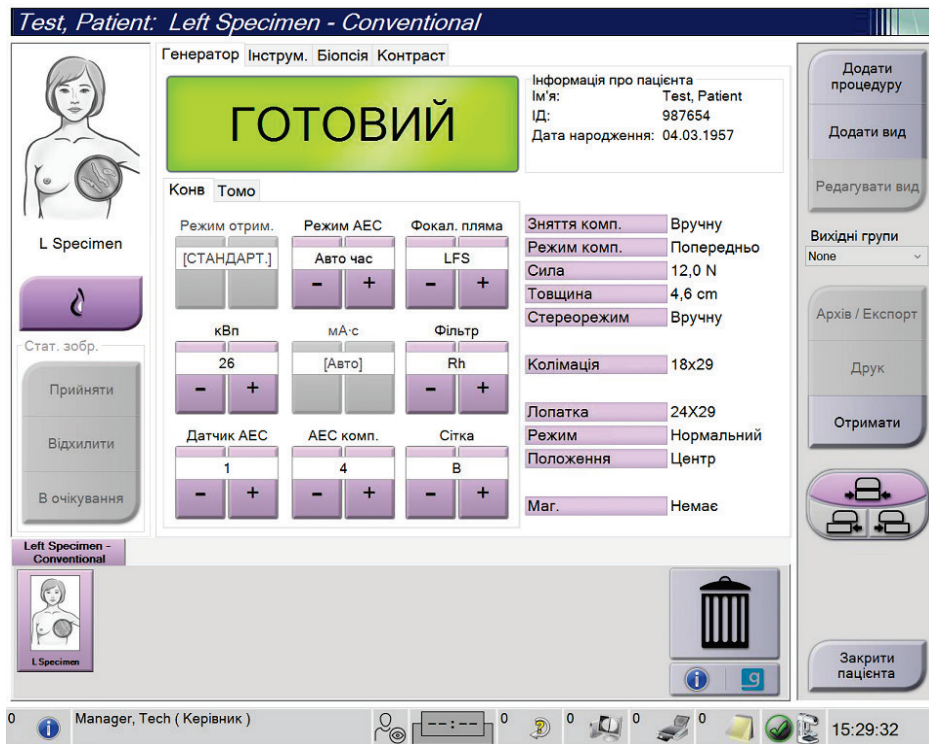 Test, Patient: Left Specimen - Conventional
Генератор Інструм. Біопсія Контраст
ГОТОВИЙ
Інформація про пацієнта
Ім'я: Test, Patient
ІД: 987654
Дата народження: 04.03.1957
L Specimen
Стат. зобр.
Прийняти
Відхилити
В очікування
Конв Томо
Режим отрим. Режим AEC Фокал. пляма
[СТАНДАРТ.] Авто час LFS
- + - +
кВп мА·с Фільтр
26 [Авто] Rh
- + - +
Датчик AEC AEC комп. Сітка
1 4 B
- + - + - +
Зняття комп. Вручну
Режим комп. Попередньо
Сила 12,0 N
Товщина 4,6 cm
Стереорежим Вручну
Колімація 18x29
Лопатка 24X29
Режим Нормальний
Положення Центр
Маг. Немає
Додати
процедуру
Додати вид
Редагувати вид
Вихідні групи
None
Архів / Експорт
Друк
Отримати
Закрити
пацієнта
Left Specimen -
Conventional
L Specimen
0 Manager, Tech ( Керівник ) --:-- 0 0 0 0 15:29:32